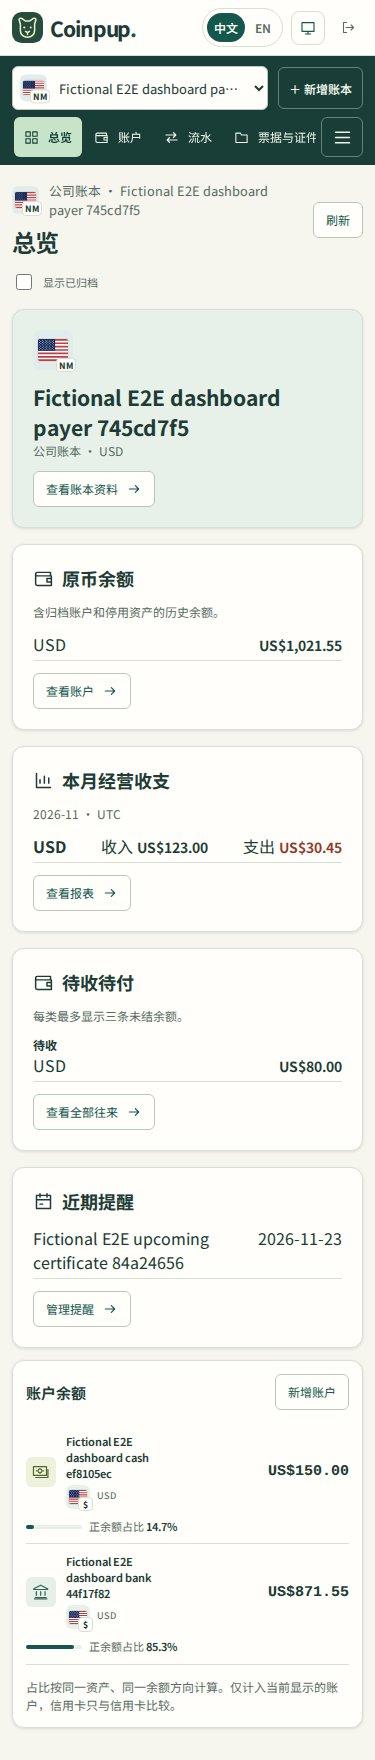 Coinpup.
中文 EN
NM Fictional E2E dashboard pa…
＋ 新增账本
总览 账户 流水 票据与证件
NM 公司账本 · Fictional E2E dashboard
payer 745cd7f5
总览
刷新
显示已归档
NM
Fictional E2E dashboard
payer 745cd7f5
公司账本 · USD
查看账本资料 →
原币余额
含归档账户和停用资产的历史余额。
USD US$1,021.55
查看账户 →
本月经营收支
2026-11 · UTC
USD 收入 US$123.00 支出 US$30.45
查看报表 →
待收待付
每类最多显示三条未结余额。
待收
USD US$80.00
查看全部往来 →
近期提醒
Fictional E2E upcoming 2026-11-23
certificate 84a24656
管理提醒 →
账户余额 新增账户
Fictional E2E
dashboard cash
ef8105ec
US$150.00
$ USD
正余额占比 14.7%
Fictional E2E
dashboard bank
44f17f82
US$871.55
$ USD
正余额占比 85.3%
占比按同一资产、同一余额方向计算。仅计入当前显示的账
户，信用卡只与信用卡比较。